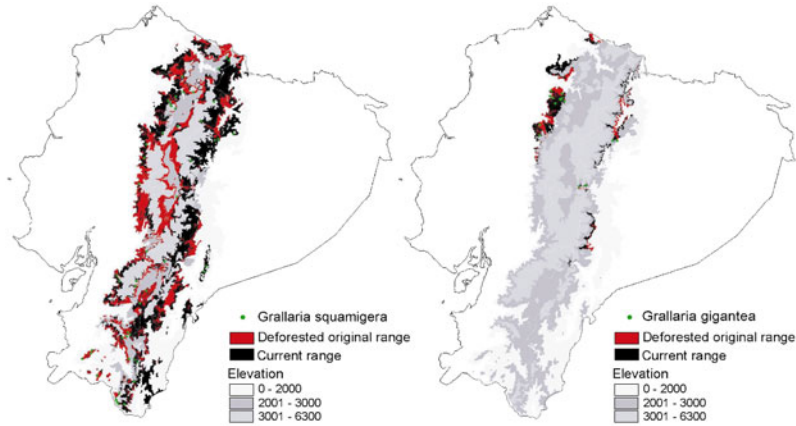 Grallaria squamigera
Deforested original range
Current range
Elevation
0 - 2000
2001 - 3000
3001 - 6300
Grallaria gigantea
Deforested original range
Current range
Elevation
0 - 2000
2001 - 3000
3001 - 6300